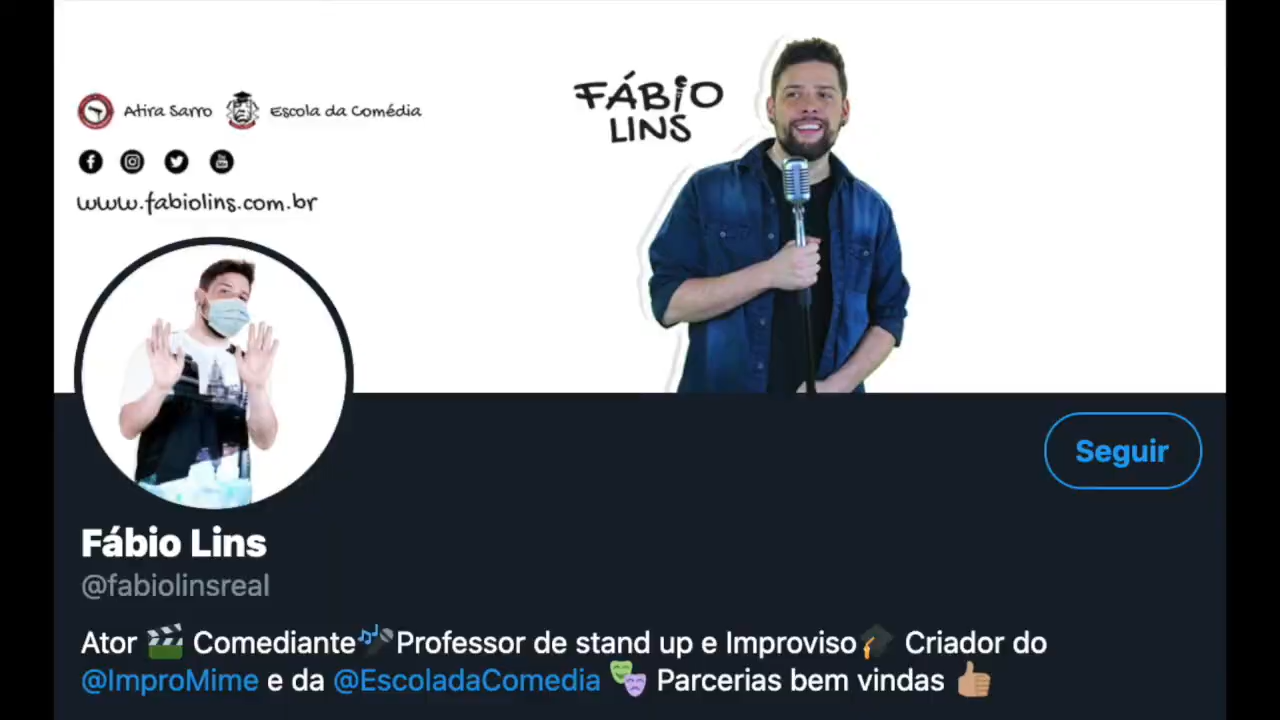 FÁBIO
LINS
Atira Sarro Escola da Comédia
www.fabiolins.com.br
Seguir
Fábio Lins
@fabiolinsreal
Ator 🎬 Comediante🎤Professor de stand up e Improviso🎓 Criador do
@ImproMime e da @EscoladaComedia 🎭 Parcerias bem vindas 👍🏼